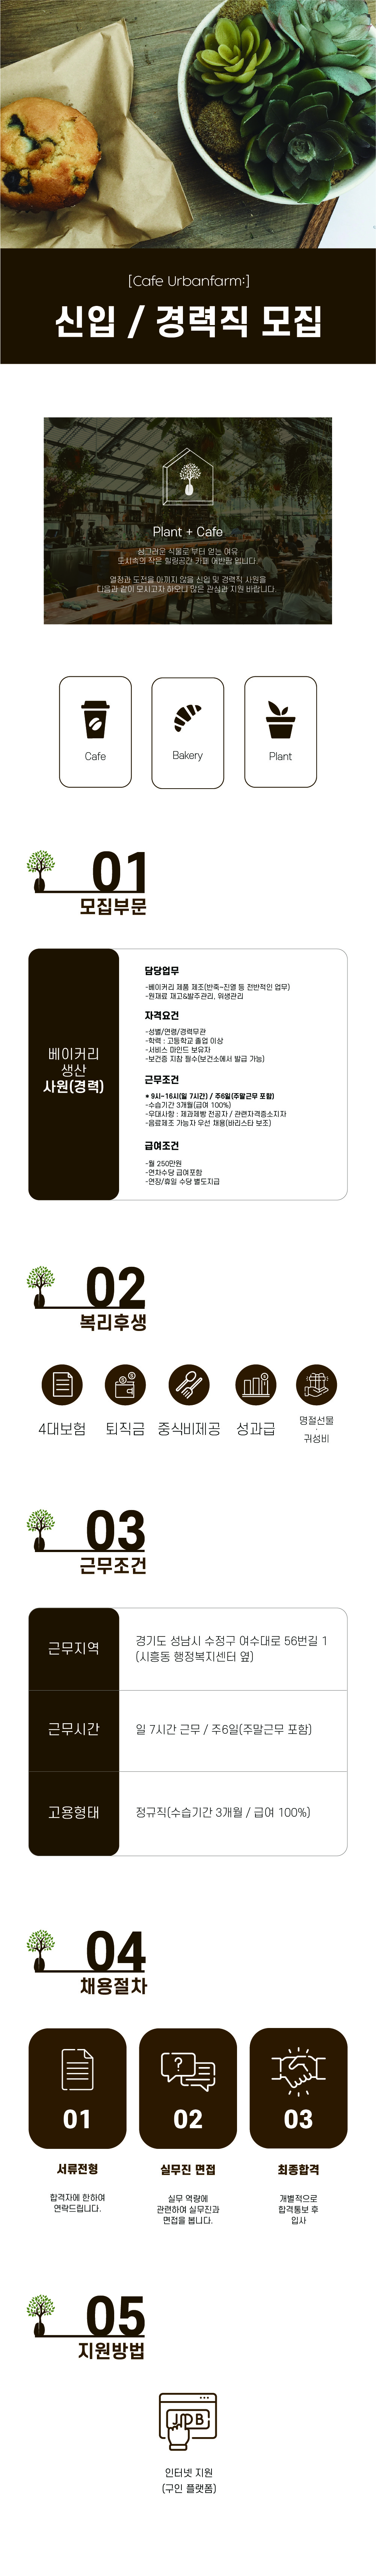 [Cafe Urbanfarm:]
신입 / 경력직 모집
Plant + Cafe
싱그러운 식물로 부터 얻는 여유 ,
도시속의 작은 힐링공간 카페 어반팜 입니다.
열정과 도전을 아끼지 않을 신입 및 경력직 사원을
다음과 같이 모시고자 하오니 많은 관심과 지원 바랍니다.
Cafe
Bakery
Plant
01
모집부문
베이커리
생산
사원(경력)
담당업무
-베이커리 제품 제조(반죽~진열 등 전반적인 업무)
-원재료 재고&발주관리, 위생관리
자격요건
-성별/연령/경력무관
-학력 : 고등학교 졸업 이상
-서비스 마인드 보유자
-보건증 지참 필수(보건소에서 발급 가능)
근무조건
* 9시~16시(일 7시간) / 주6일(주말근무 포함)
-수습기간 3개월(급여 100%)
-우대사항 : 제과제빵 전공자 / 관련자격증소지자
-음료제조 가능자 우선 채용(바리스타 보조)
급여조건
-월 250만원
-연차수당 급여포함
-연장/휴일 수당 별도지급
02
복리후생
4대보험
퇴직금
중식비제공
성과급
명절선물
·
귀성비
03
근무조건
근무지역
경기도 성남시 수정구 여수대로 56번길 1
(시흥동 행정복지센터 옆)
근무시간
일 7시간 근무 / 주6일(주말근무 포함)
고용형태
정규직(수습기간 3개월 / 급여 100%)
04
채용절차
01
02
03
서류전형
합격자에 한하여
연락드립니다.
실무진 면접
실무 역량에
관련하여 실무진과
면접을 봅니다.
최종합격
개별적으로
합격통보 후
입사
05
지원방법
JOB
인터넷 지원
(구인 플랫폼)